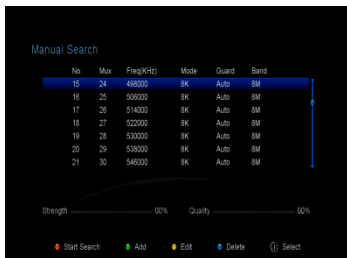 Manual Search
No. Mux Freq(KHz) Mode Guard Band
15 24 498000 8K Auto 8M
16 25 506000 8K Auto 8M
17 26 514000 8K Auto 8M
18 27 522000 8K Auto 8M
19 28 530000 8K Auto 8M
20 29 538000 8K Auto 8M
21 30 546000 8K Auto 8M
Strength 00% Quality 00%
Start Search Add Edit Delete Select